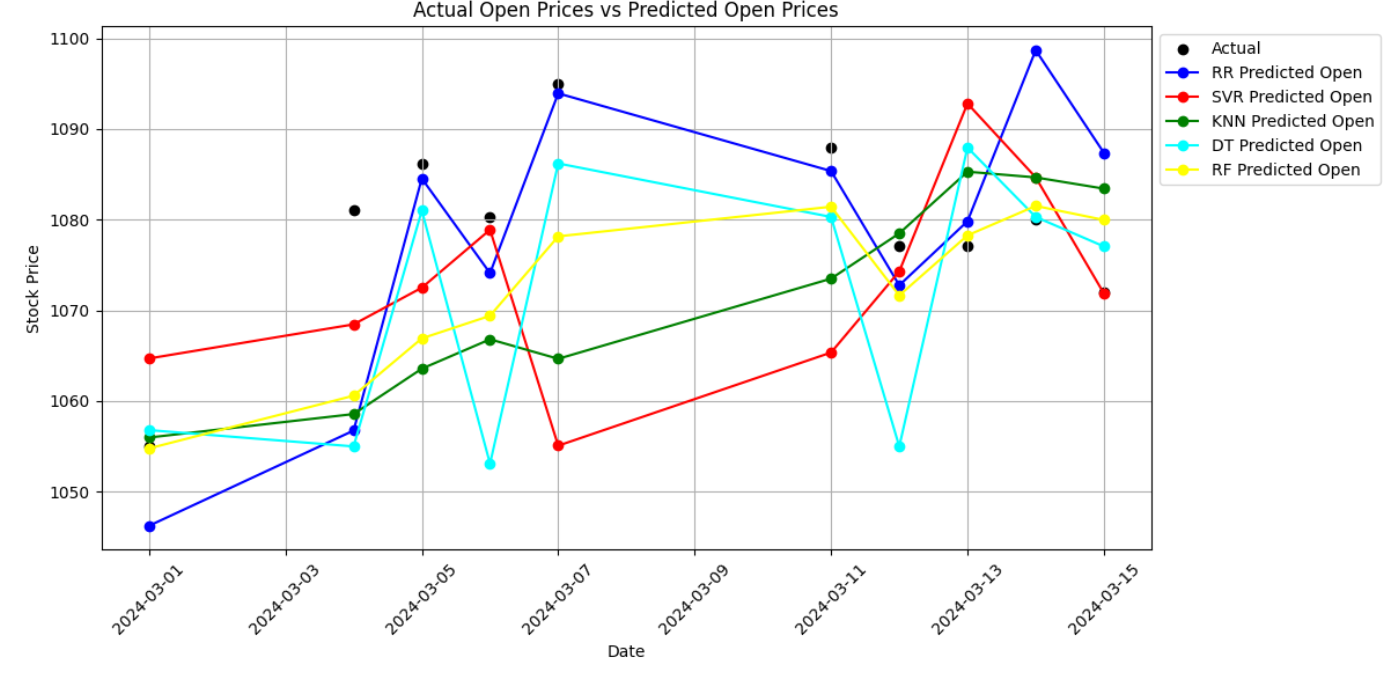 Actual Open Prices vs Predicted Open Prices
1100
1090
1080
1070
1060
1050
Stock Price
2024-03-01
2024-03-03
2024-03-05
2024-03-07
2024-03-09
2024-03-11
2024-03-13
2024-03-15
Date
Actual
RR Predicted Open
SVR Predicted Open
KNN Predicted Open
DT Predicted Open
RF Predicted Open